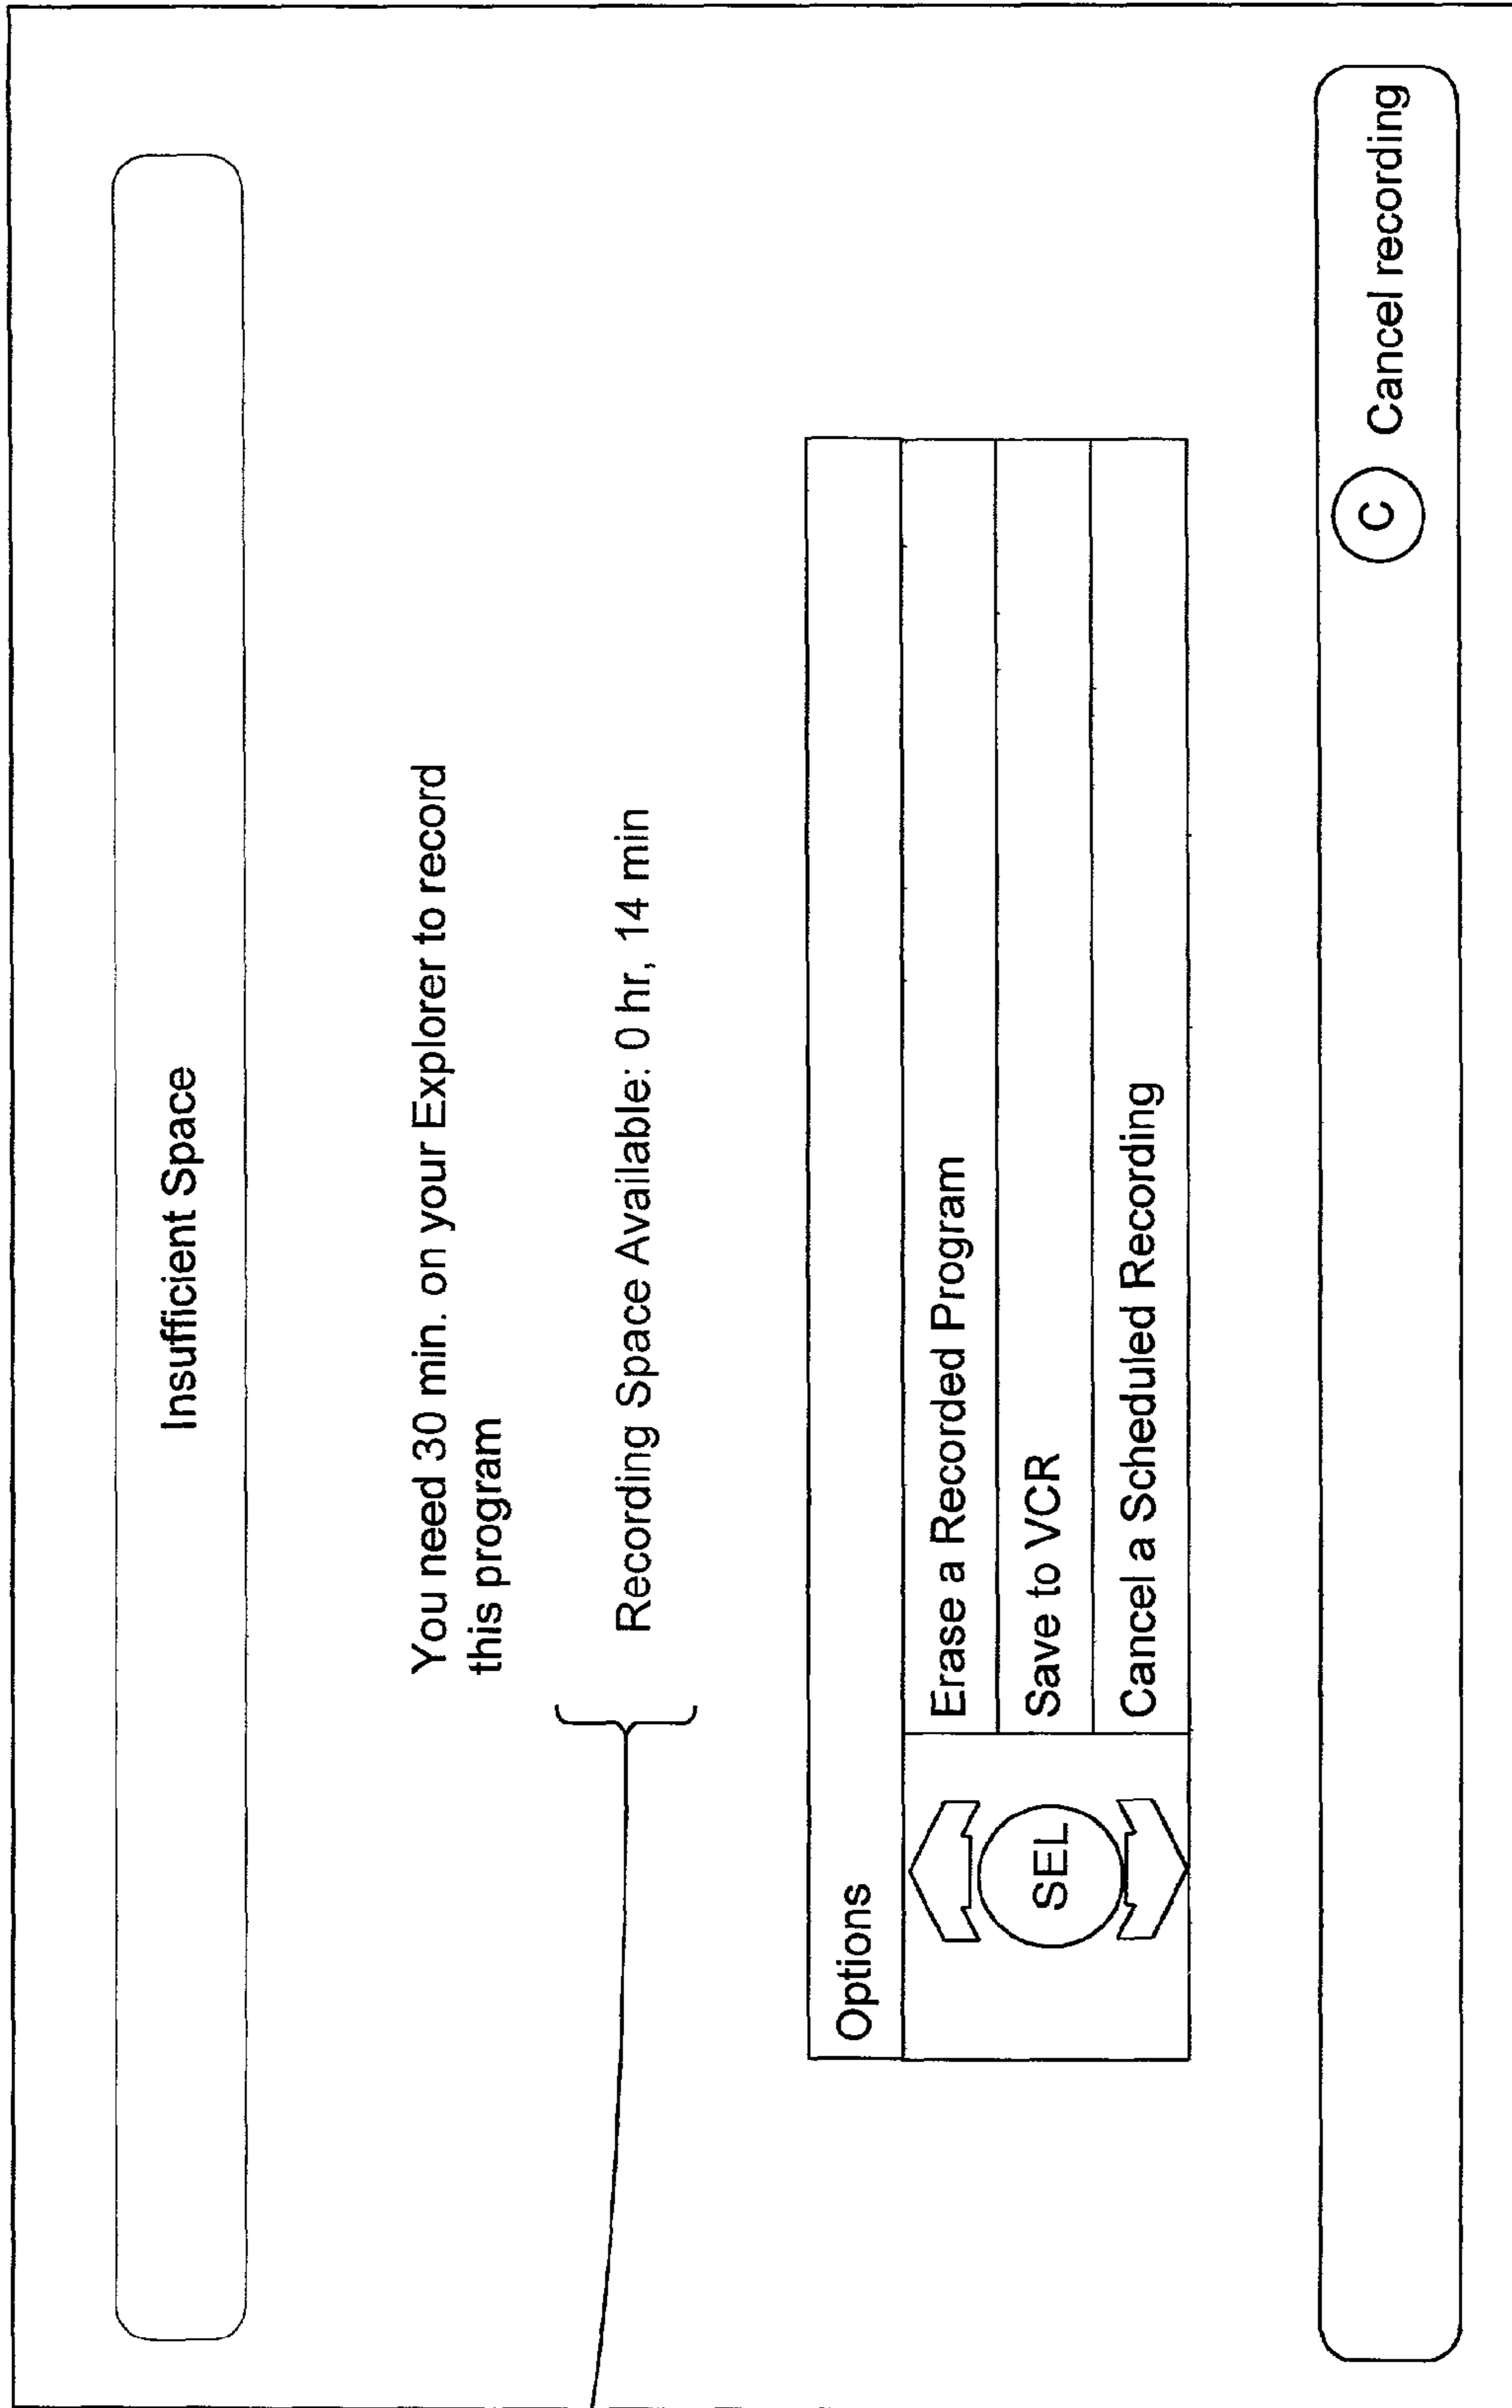 Insufficient Space
You need 30 min. on your Explorer to record
this program
Recording Space Available: 0 hr, 14 min
Options
SEL
Erase a Recorded Program
Save to VCR
Cancel a Scheduled Recording
C Cancel recording